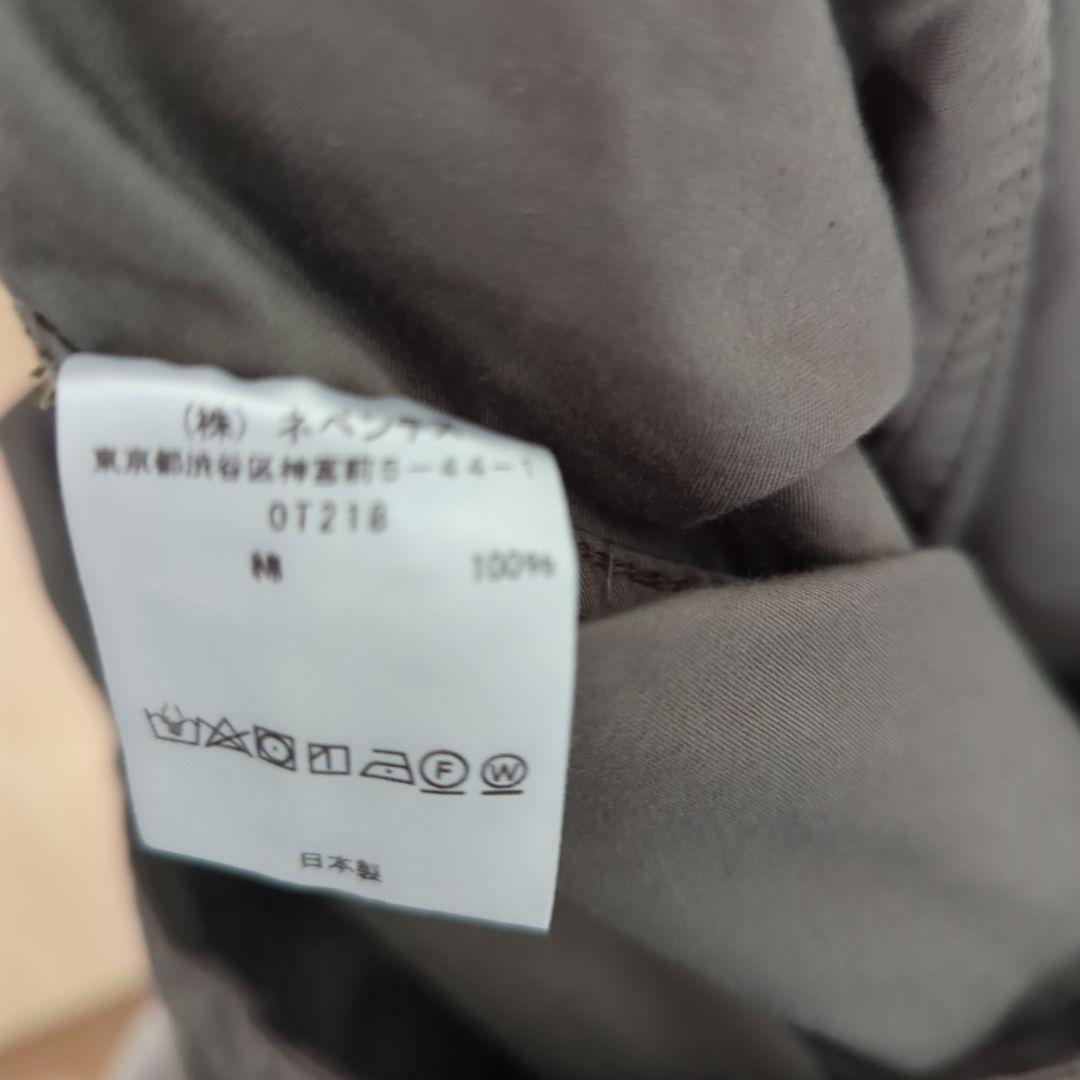 (株) ネペンテス
東京都渋谷区神宮前5-44-1
OT218
綿 100%
F W
日本製